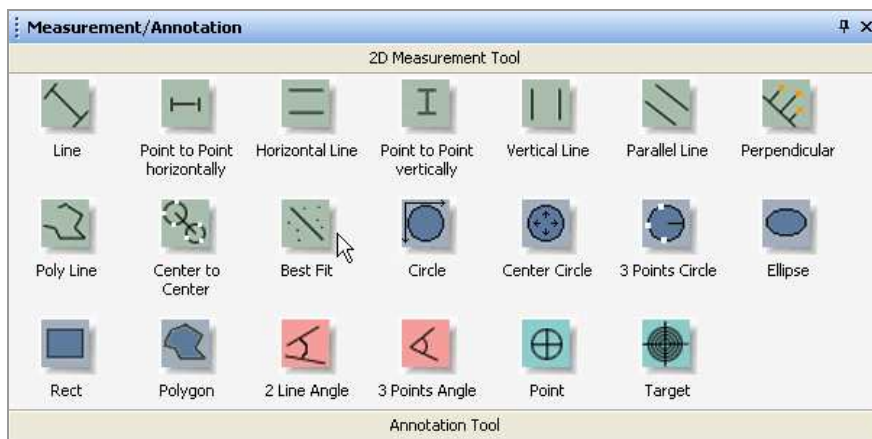 Measurement/Annotation
2D Measurement Tool
Line
Point to Point
horizontally
Horizontal Line
Point to Point
vertically
Vertical Line
Parallel Line
Perpendicular
Poly Line
Center to
Center
Best Fit
Circle
Center Circle
3 Points Circle
Ellipse
Rect
Polygon
2 Line Angle
3 Points Angle
Point
Target
Annotation Tool